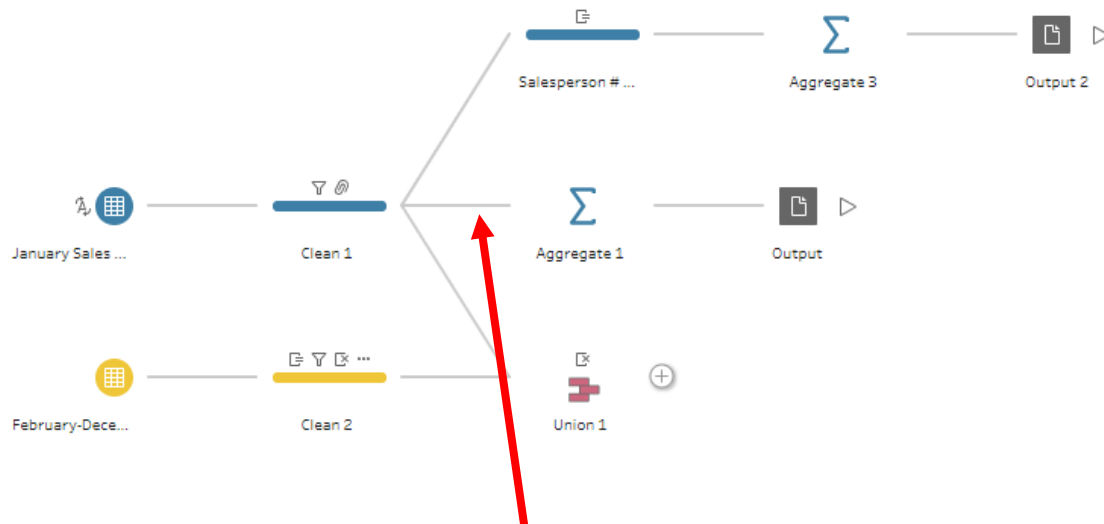 Salesperson # ...
Aggregate 3
Output 2
January Sales ...
Clean 1
Aggregate 1
Output
February-Dece...
Clean 2
Union 1